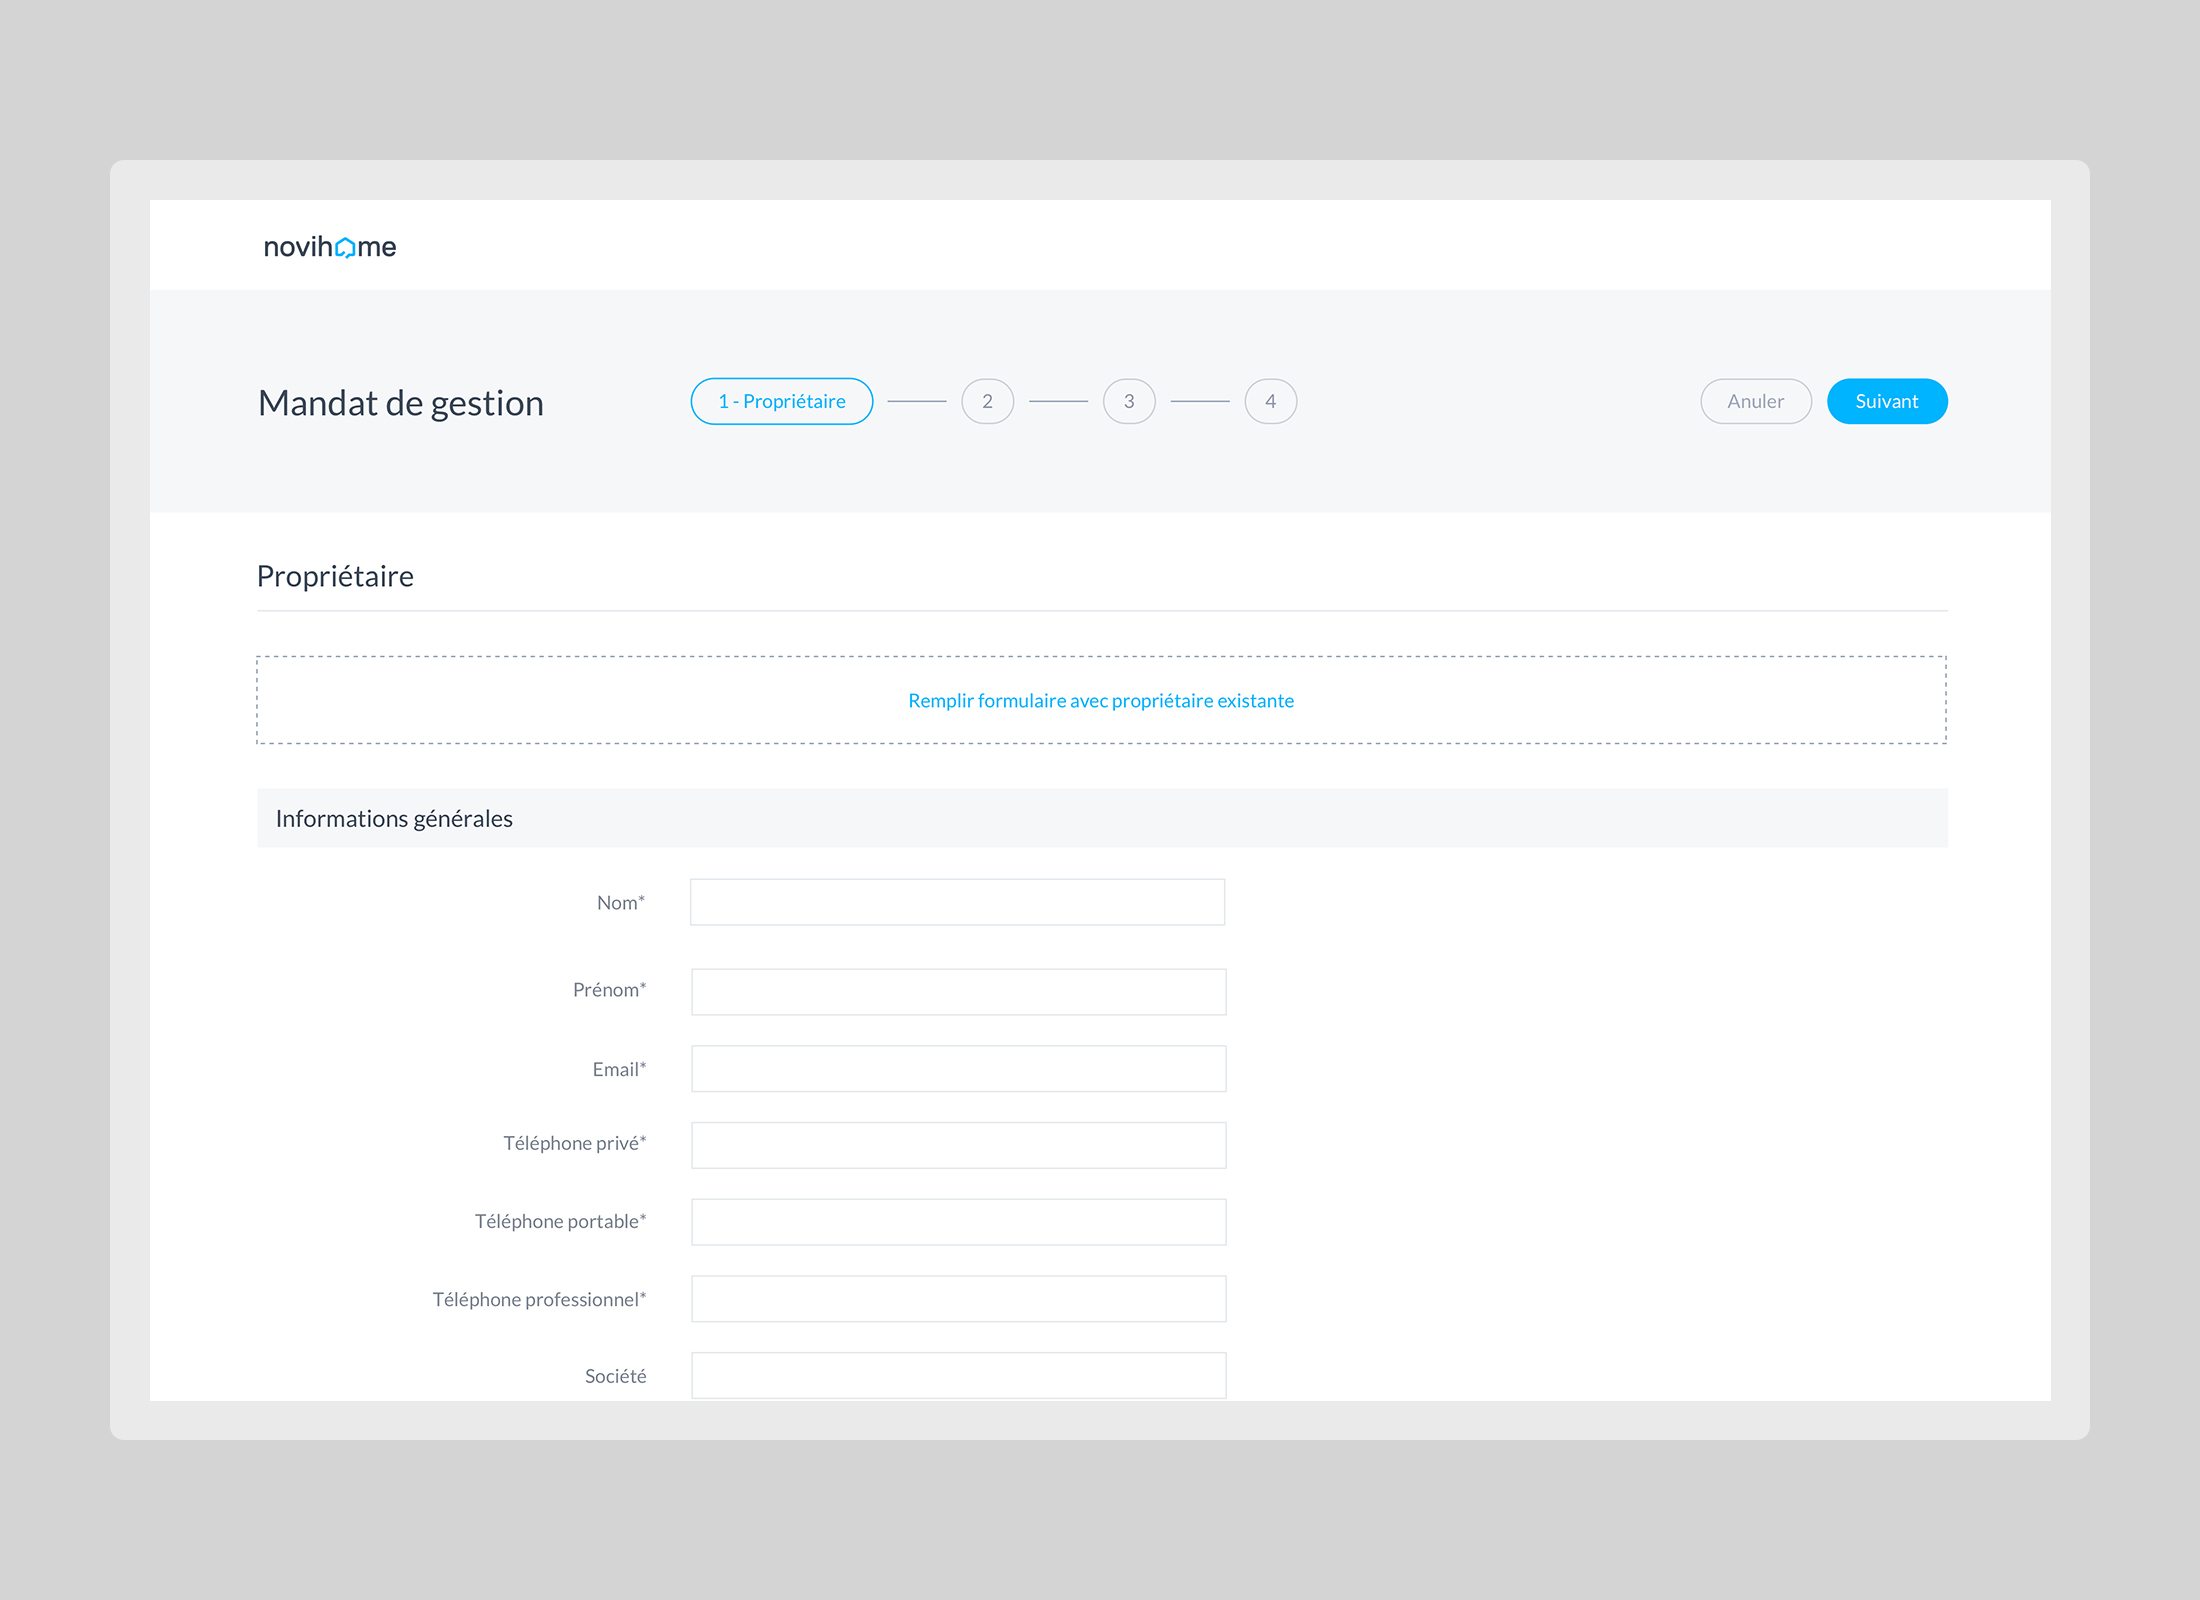 novihome
Mandat de gestion
1 - Propriétaire
2
3
4
Anuler
Suivant
Propriétaire
Remplir formulaire avec propriétaire existante
Informations générales
Nom*
Prénom*
Email*
Téléphone privé*
Téléphone portable*
Téléphone professionnel*
Société